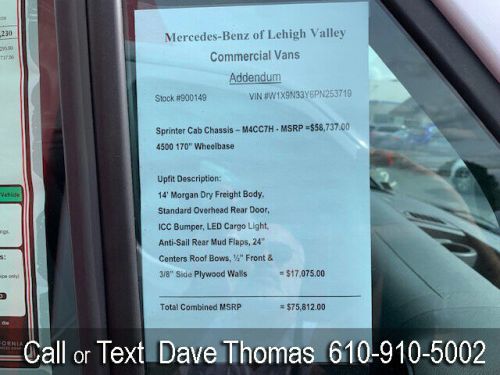 ,230
Mercedes-Benz of Lehigh Valley
Commercial Vans
Addendum
Stock #900149 VIN #W1X9N33Y6PN253719
Sprinter Cab Chassis – M4CC7H - MSRP =$58,737.00
4500 170" Wheelbase
Upfit Description:
14' Morgan Dry Freight Body,
Standard Overhead Rear Door,
ICC Bumper, LED Cargo Light,
Anti-Sail Rear Mud Flaps, 24"
Centers Roof Bows, ½" Front &
3/8" Side Plywood Walls = $17,075.00
Total Combined MSRP = $75,812.00
Vehicle
Call or Text Dave Thomas 610-910-5002